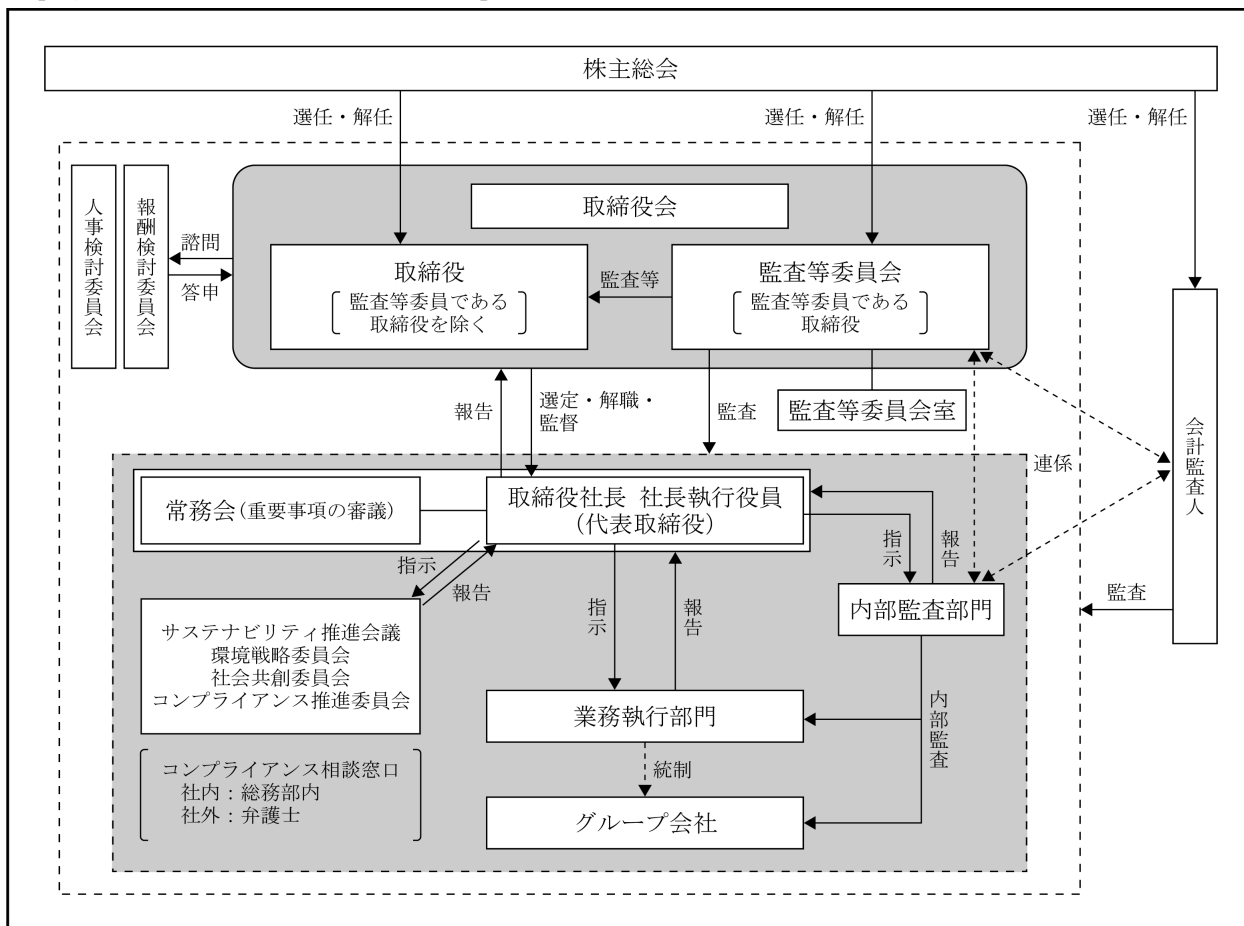 株主総会
選任・解任
選任・解任
選任・解任
人事検討委員会
報酬検討委員会
諮問
答申
取締役会
取締役
監査等委員である
取締役を除く
監査等
監査等委員会
監査等委員である
取締役
監査等委員会室
報告
選定・解職・
監督
監査
連係
会計監査人
監査
常務会(重要事項の審議)
取締役社長 社長執行役員
(代表取締役)
指示
報告
指示
報告
指示
報告
内部監査部門
サステナビリティ推進会議
環境戦略委員会
社会共創委員会
コンプライアンス推進委員会
業務執行部門
内部監査
コンプライアンス相談窓口
社内:総務部内
社外:弁護士
統制
グループ会社